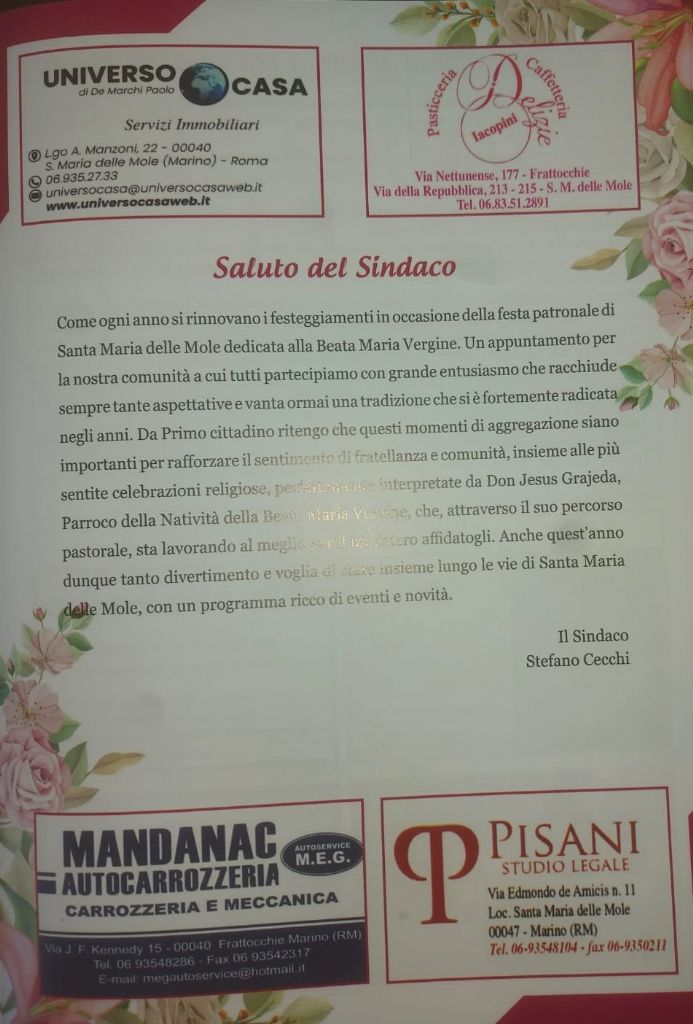 UNIVERSO CASA
di De Marchi Paolo
Servizi Immobiliari
Lgo A. Manzoni, 22 - 00040
S. Maria delle Mole (Marino) - Roma
06.935.27.33
universocasa@universocasaweb.it
www.universocasaweb.it
Pasticceria Caffetteria
Delizie
Iacopini
Via Nettunense, 177 - Frattocchie
Via della Repubblica, 213 - 215 - S. M. delle Mole
Tel. 06.83.51.2891
Saluto del Sindaco
Come ogni anno si rinnovano i festeggiamenti in occasione della festa patronale di
Santa Maria delle Mole dedicata alla Beata Maria Vergine. Un appuntamento per
la nostra comunità a cui tutti partecipiamo con grande entusiasmo che racchiude
sempre tante aspettative e vanta ormai una tradizione che si è fortemente radicata
negli anni. Da Primo cittadino ritengo che questi momenti di aggregazione siano
importanti per rafforzare il sentimento di fratellanza e comunità, insieme alle più
sentite celebrazioni religiose, perfettamente interpretate da Don Jesus Grajeda,
Parroco della Natività della Beata Maria Vergine, che, attraverso il suo percorso
pastorale, sta lavorando al meglio per il ministero affidatogli. Anche quest'anno
dunque tanto divertimento e voglia di stare insieme lungo le vie di Santa Maria
delle Mole, con un programma ricco di eventi e novità.
Il Sindaco
Stefano Cecchi
MANDANAC
AUTOCARROZZERIA
AUTOSERVICE
M.E.G.
CARROZZERIA E MECCANICA
Via J. F. Kennedy 15 - 00040 Frattocchie Marino (RM)
Tel. 06 93548286 - Fax 06 93542317
E-mail: megautoservice@hotmail.it
PISANI
STUDIO LEGALE
Via Edmondo de Amicis n. 11
Loc. Santa Maria delle Mole
00047 - Marino (RM)
Tel. 06-93548104 - fax 06-9350211